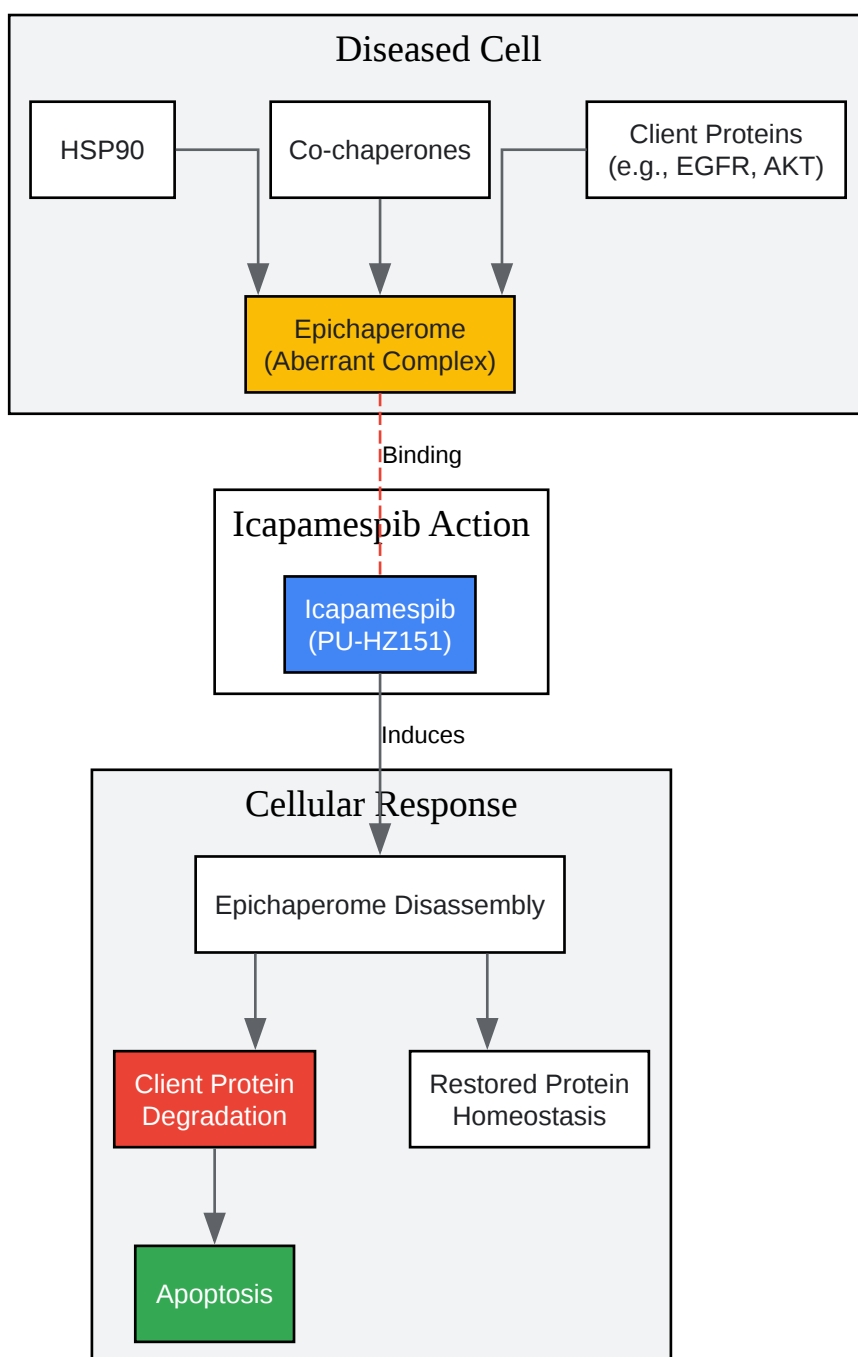 Diseased Cell
HSP90
Co-chaperones
Client Proteins
(e.g., EGFR, AKT)
Epichaperome
(Aberrant Complex)
Binding
Icapamespib Action
Icapamespib
(PU-HZ151)
Induces
Cellular Response
Epichaperome Disassembly
Client Protein
Degradation
Restored Protein
Homeostasis
Apoptosis